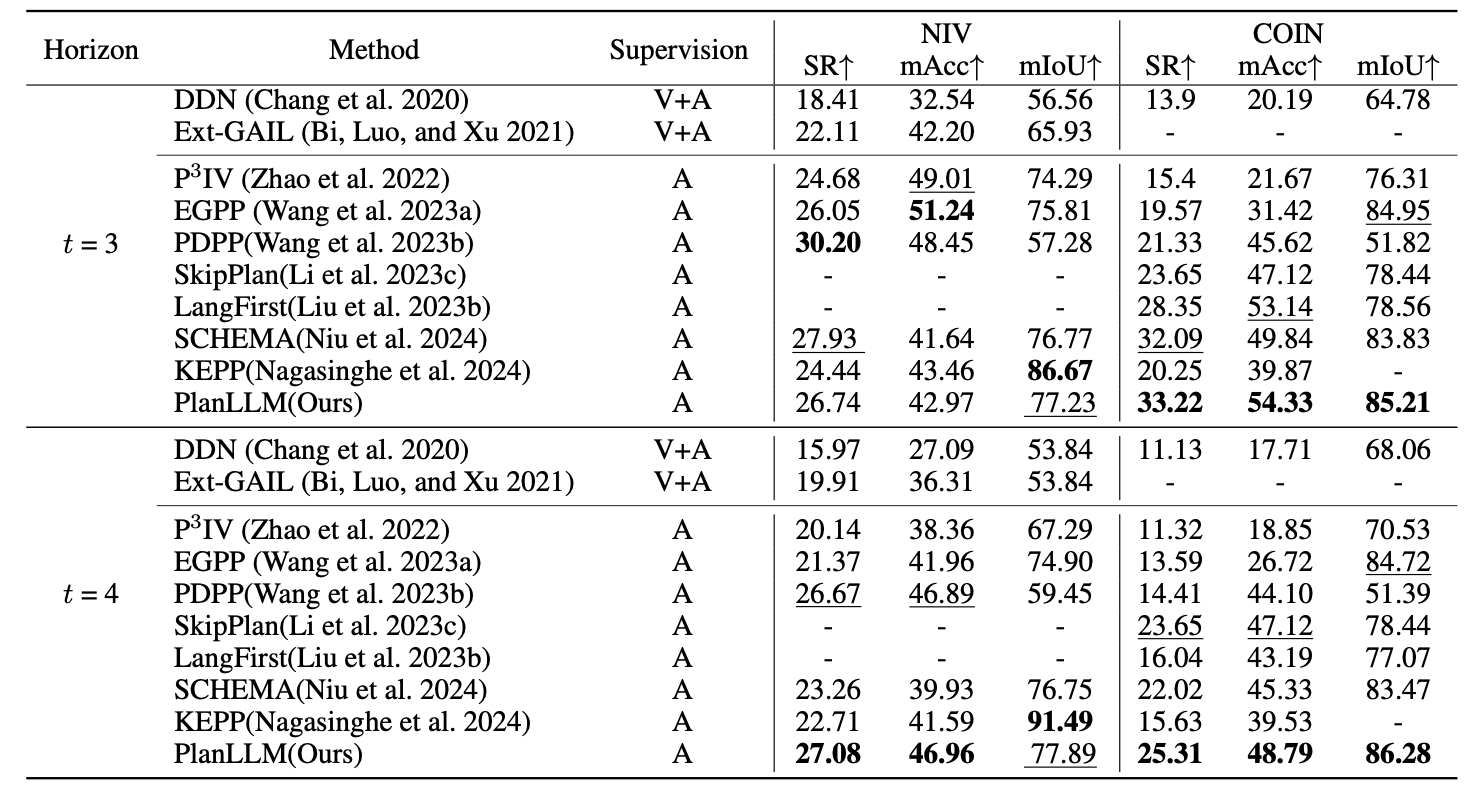 Horizon Method Supervision NIV COIN
SR↑ mAcc↑ mIoU↑ SR↑ mAcc↑ mIoU↑
DDN (Chang et al. 2020) V+A 18.41 32.54 56.56 13.9 20.19 64.78
Ext-GAIL (Bi, Luo, and Xu 2021) V+A 22.11 42.20 65.93 - - -
P³IV (Zhao et al. 2022) A 24.68 49.01 74.29 15.4 21.67 76.31
EGPP (Wang et al. 2023a) A 26.05 51.24 75.81 19.57 31.42 84.95
t = 3 PDPP(Wang et al. 2023b) A 30.20 48.45 57.28 21.33 45.62 51.82
SkipPlan(Li et al. 2023c) A - - - 23.65 47.12 78.44
LangFirst(Liu et al. 2023b) A - - - 28.35 53.14 78.56
SCHEMA(Niu et al. 2024) A 27.93 41.64 76.77 32.09 49.84 83.83
KEPP(Nagasinghe et al. 2024) A 24.44 43.46 86.67 20.25 39.87 -
PlanLLM(Ours) A 26.74 42.97 77.23 33.22 54.33 85.21
DDN (Chang et al. 2020) V+A 15.97 27.09 53.84 11.13 17.71 68.06
Ext-GAIL (Bi, Luo, and Xu 2021) V+A 19.91 36.31 53.84 - - -
P³IV (Zhao et al. 2022) A 20.14 38.36 67.29 11.32 18.85 70.53
EGPP (Wang et al. 2023a) A 21.37 41.96 74.90 13.59 26.72 84.72
t = 4 PDPP(Wang et al. 2023b) A 26.67 46.89 59.45 14.41 44.10 51.39
SkipPlan(Li et al. 2023c) A - - - 23.65 47.12 78.44
LangFirst(Liu et al. 2023b) A - - - 16.04 43.19 77.07
SCHEMA(Niu et al. 2024) A 23.26 39.93 76.75 22.02 45.33 83.47
KEPP(Nagasinghe et al. 2024) A 22.71 41.59 91.49 15.63 39.53 -
PlanLLM(Ours) A 27.08 46.96 77.89 25.31 48.79 86.28